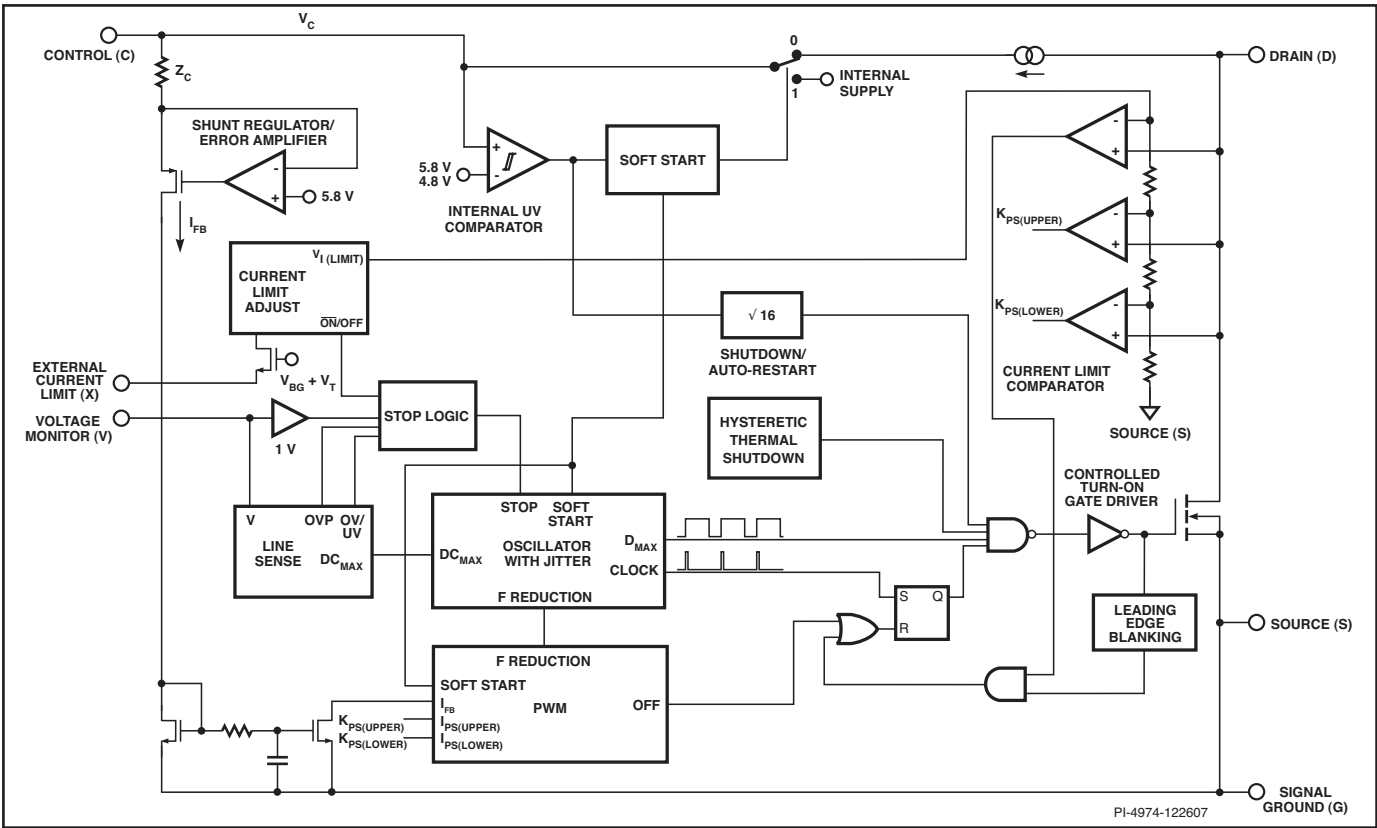 V_C
CONTROL (C)
Z_C
0
1
INTERNAL
SUPPLY
DRAIN (D)
SHUNT REGULATOR/
ERROR AMPLIFIER
-
+
5.8 V
I_FB
+
-
5.8 V
4.8 V
INTERNAL UV
COMPARATOR
SOFT START
-
+
K_PS(UPPER)
-
+
K_PS(LOWER)
-
+
CURRENT LIMIT
COMPARATOR
SOURCE (S)
V_I (LIMIT)
CURRENT
LIMIT
ADJUST
O̅N̅/OFF
√ 16
SHUTDOWN/
AUTO-RESTART
EXTERNAL
CURRENT
LIMIT (X)
V_BG + V_T
VOLTAGE
MONITOR (V)
1 V
STOP LOGIC
HYSTERETIC
THERMAL
SHUTDOWN
CONTROLLED
TURN-ON
GATE DRIVER
V
OVP
OV/
UV
LINE
SENSE
DC_MAX
STOP
SOFT
START
DC_MAX
OSCILLATOR
WITH JITTER
D_MAX
CLOCK
F REDUCTION
S
Q
R
LEADING
EDGE
BLANKING
SOURCE (S)
F REDUCTION
SOFT START
I_FB
PWM
OFF
K_PS(UPPER)
I_PS(UPPER)
K_PS(LOWER)
I_PS(LOWER)
SIGNAL
GROUND (G)
PI-4974-122607